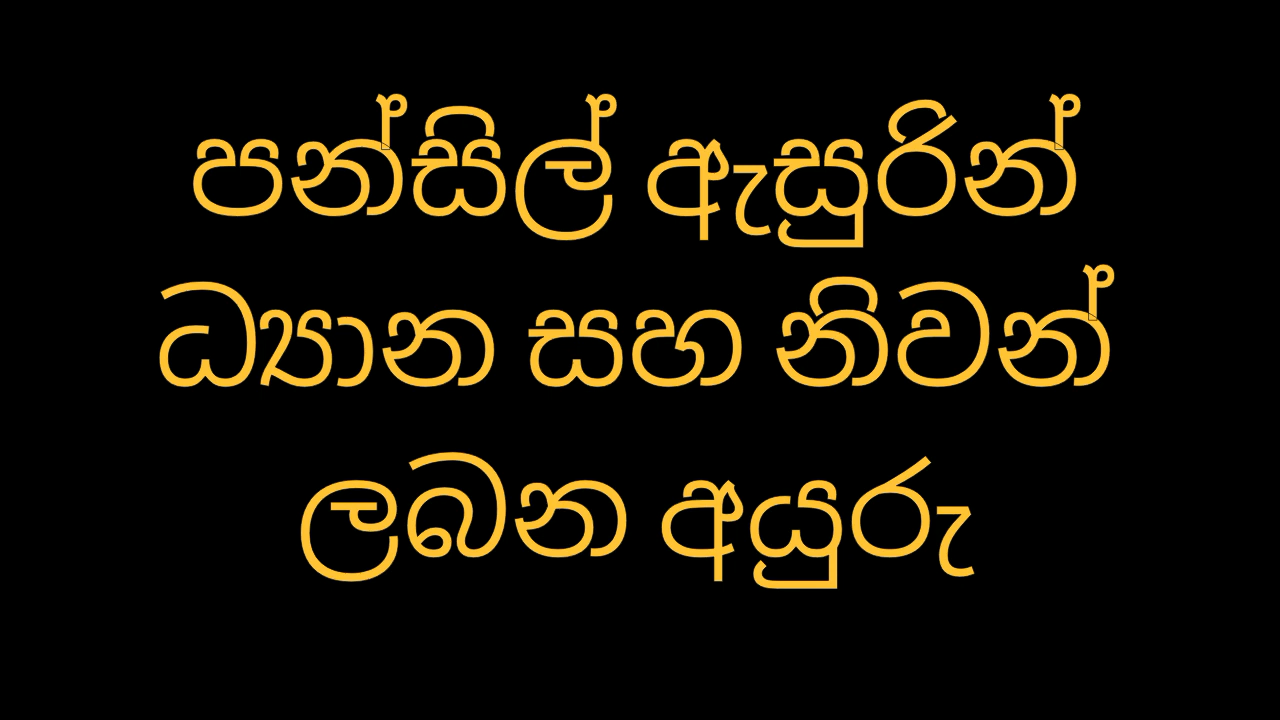 පන්සිල් ඇසුරින්
ධ්‍යාන සහ නිවන්
ලබන අයුරු